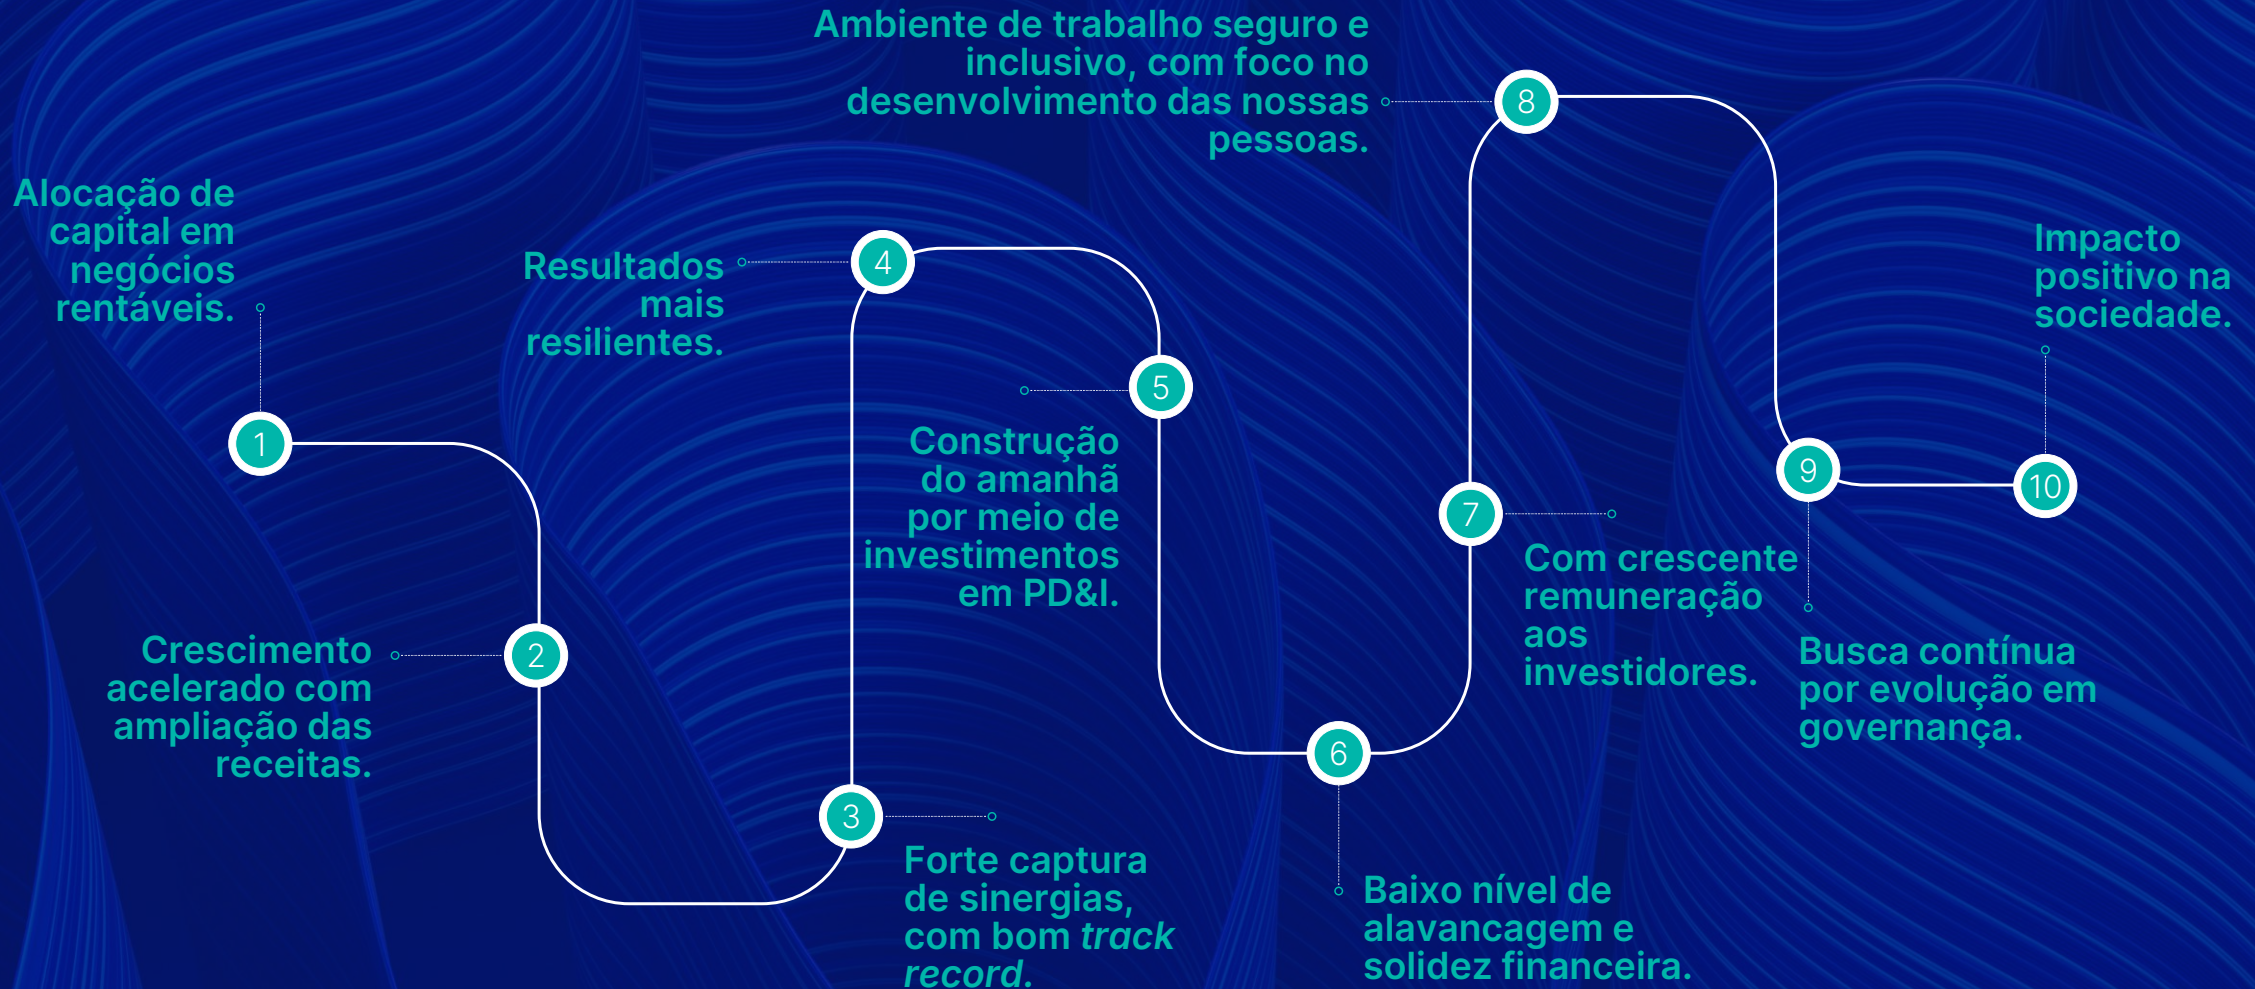 1
Alocação de
capital em
negócios
rentáveis.
2
Crescimento
acelerado com
ampliação das
receitas.
3
Forte captura
de sinergias,
com bom track
record.
4
Resultados
mais
resilientes.
5
Construção
do amanhã
por meio de
investimentos
em PD&I.
6
Baixo nível de
alavancagem e
solidez financeira.
7
Com crescente
remuneração
aos
investidores.
8
Ambiente de trabalho seguro e
inclusivo, com foco no
desenvolvimento das nossas
pessoas.
9
Busca contínua
por evolução em
governança.
10
Impacto
positivo na
sociedade.